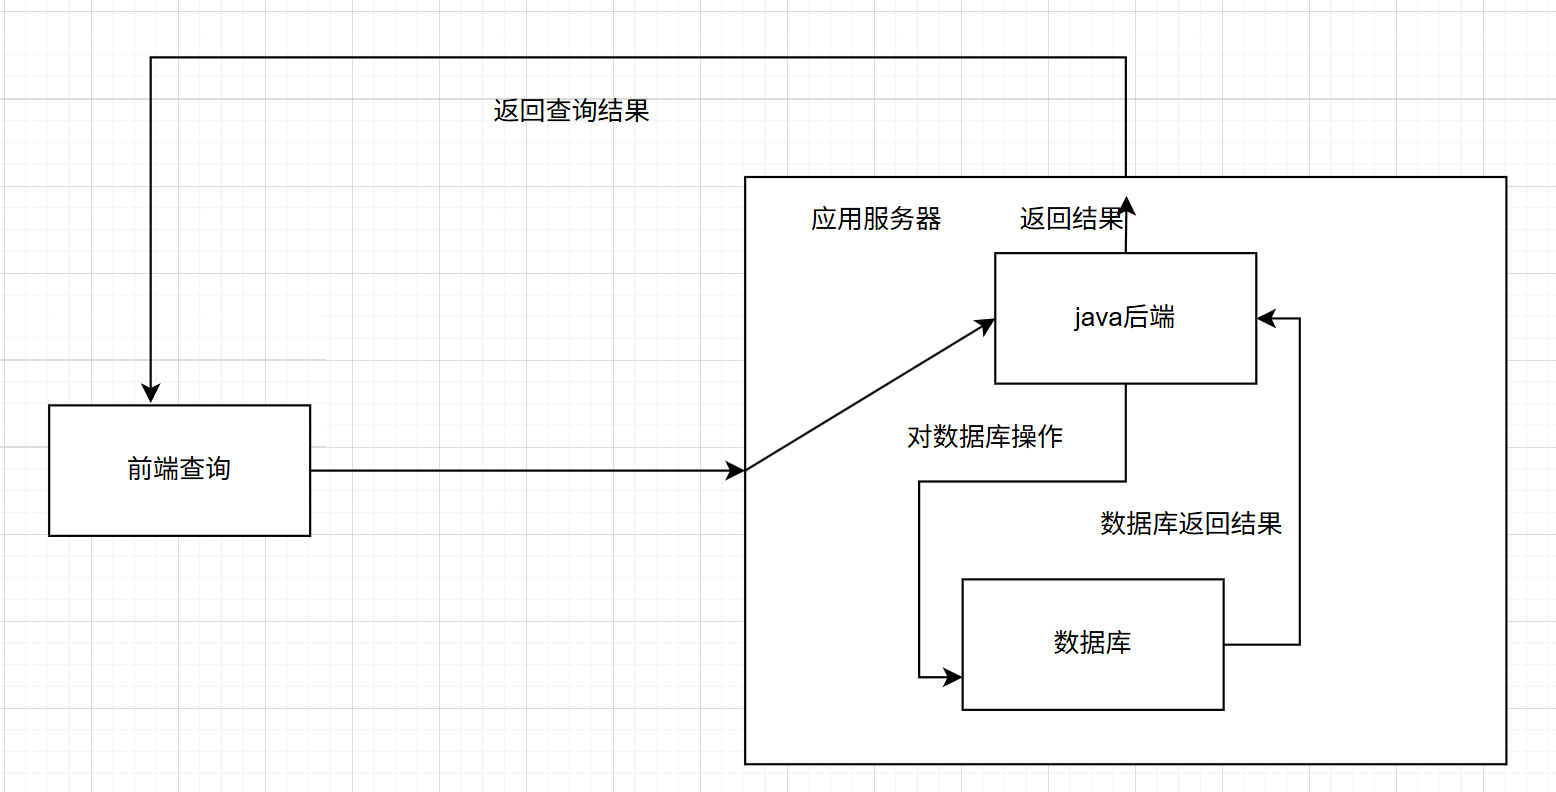 返回查询结果
应用服务器
返回结果
java后端
对数据库操作
前端查询
数据库返回结果
数据库